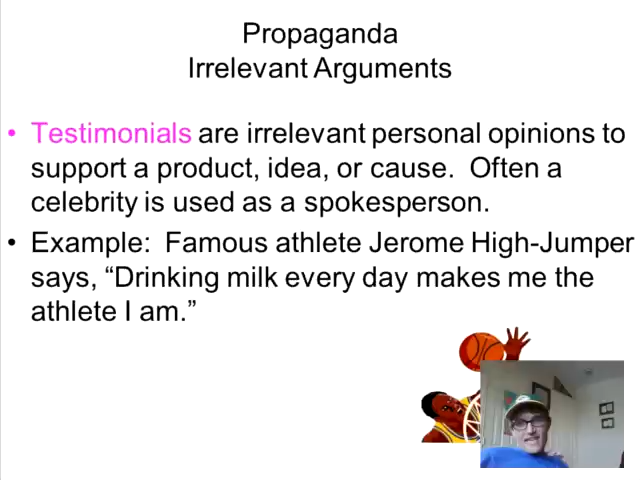 Propaganda
Irrelevant Arguments
• Testimonials are irrelevant personal opinions to
support a product, idea, or cause.  Often a
celebrity is used as a spokesperson.
• Example:  Famous athlete Jerome High-Jumper
says, “Drinking milk every day makes me the
athlete I am.”